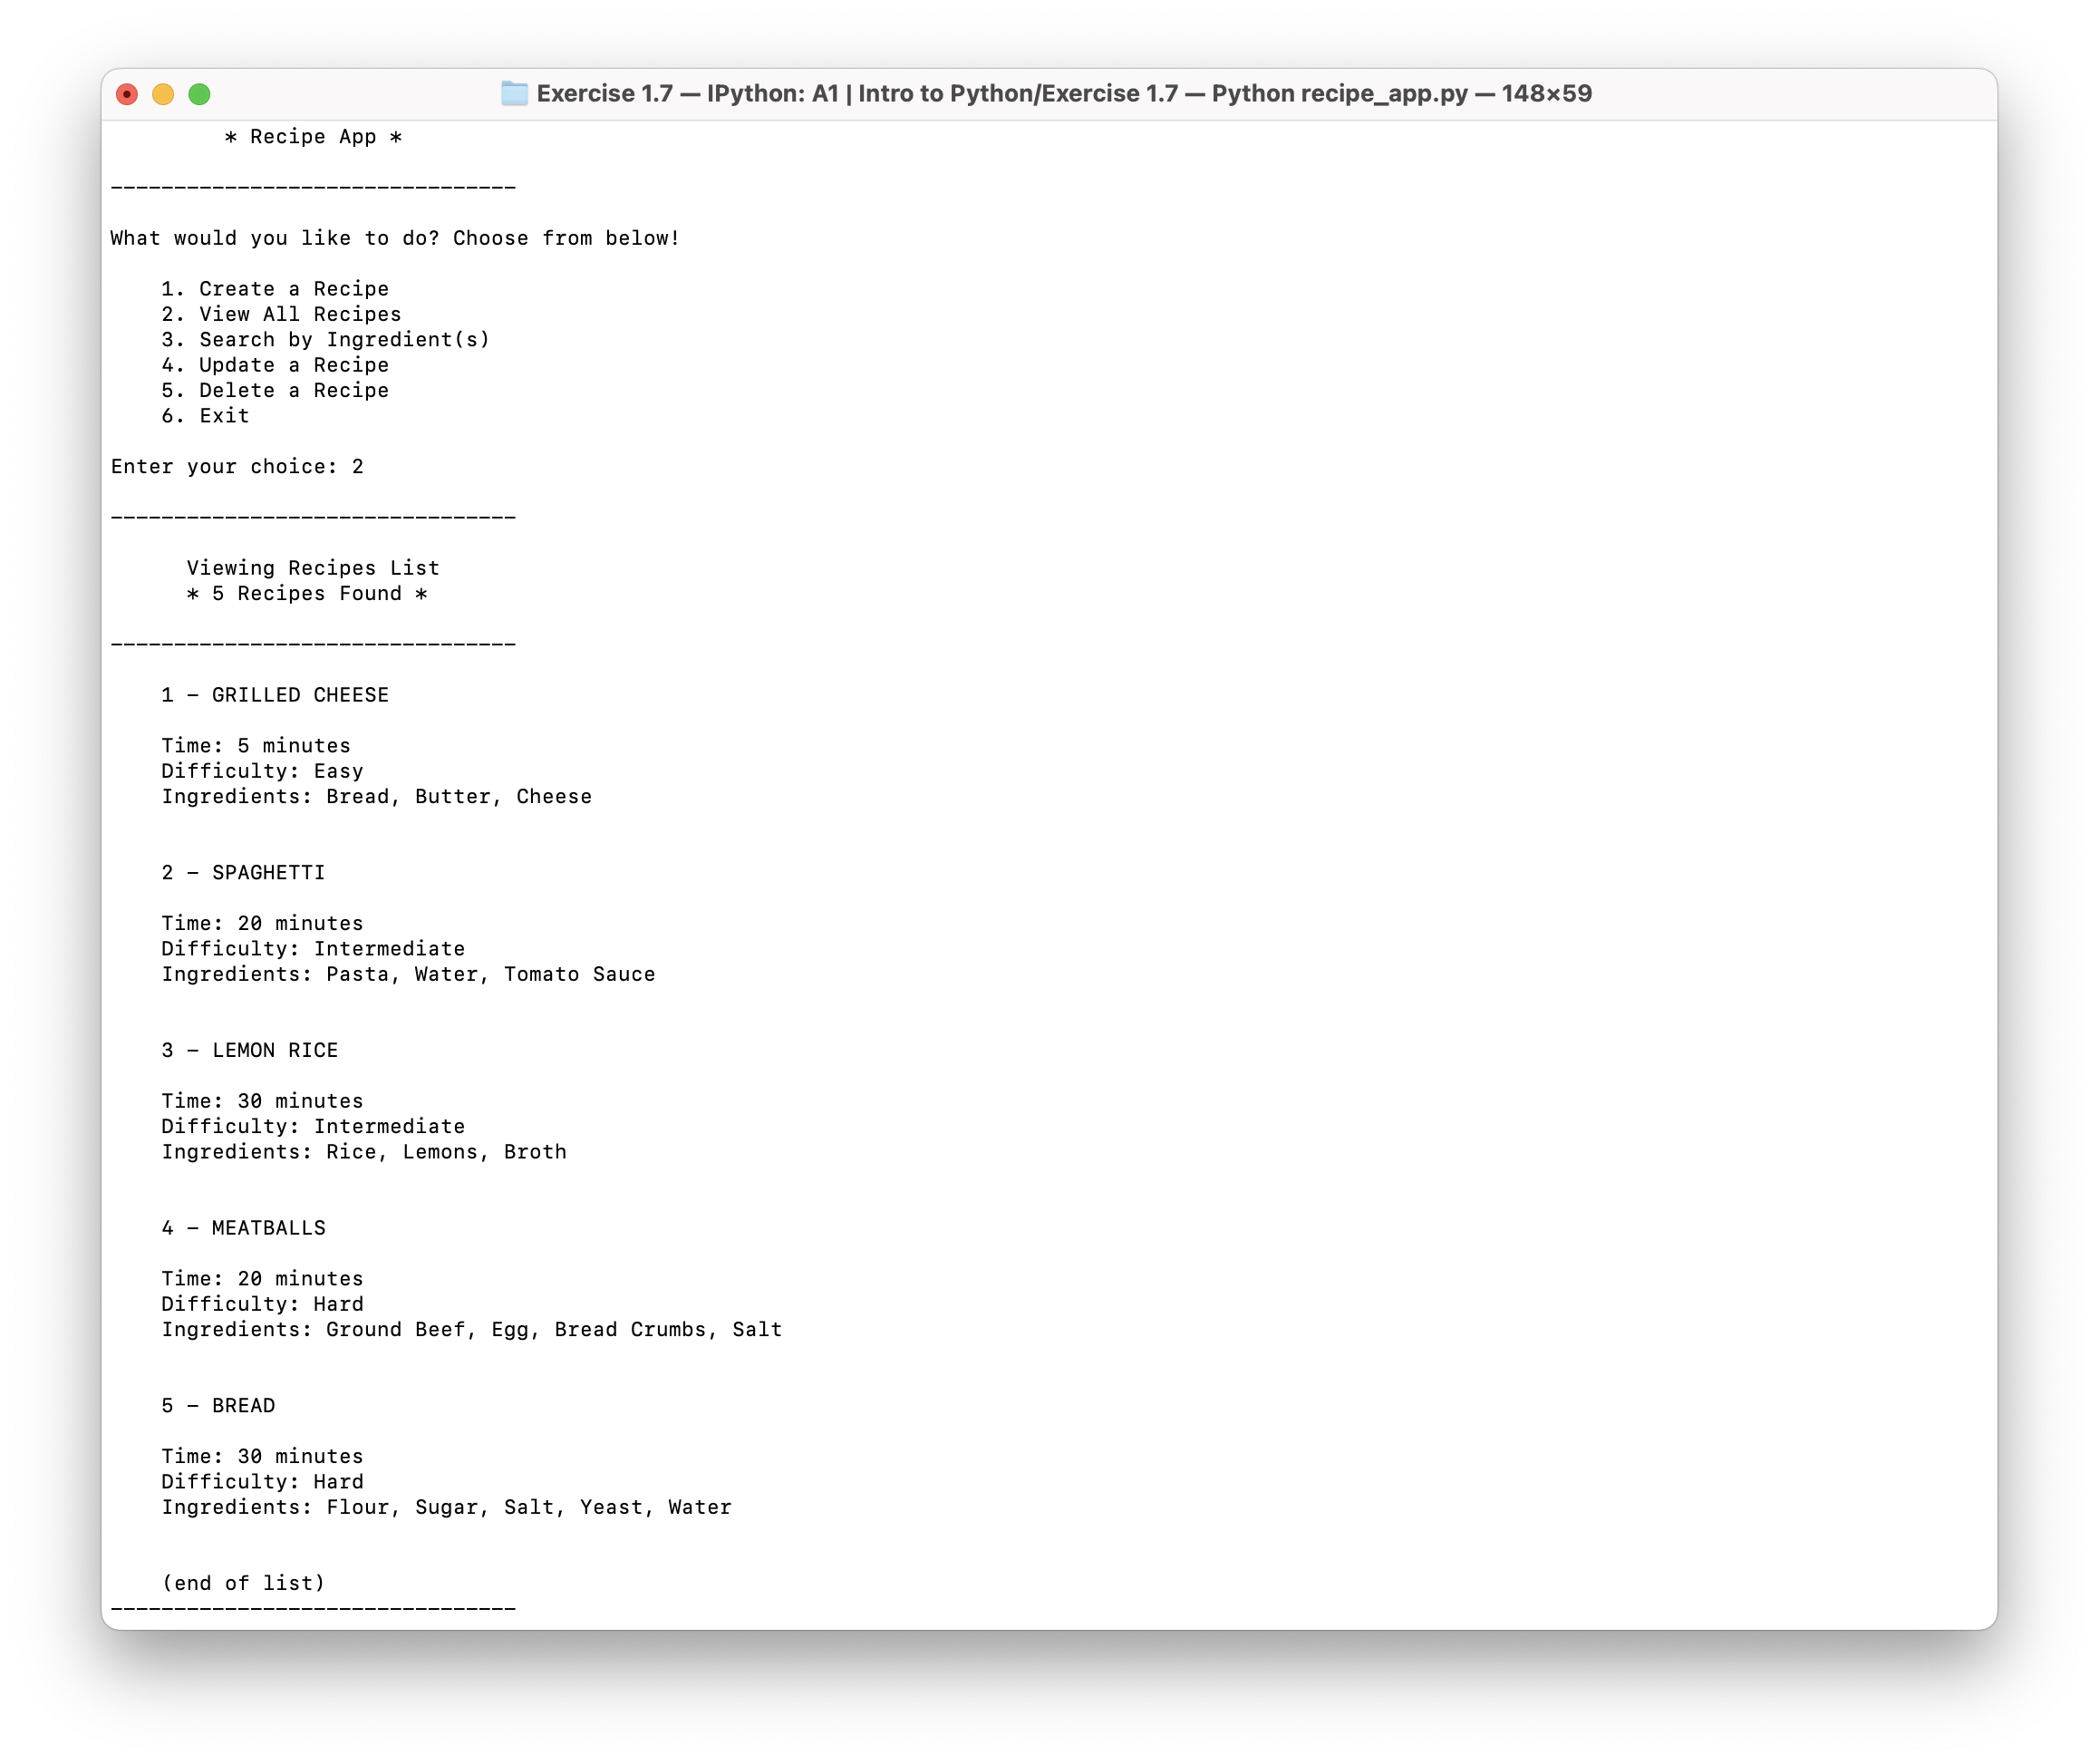 Exercise 1.7 — IPython: A1 | Intro to Python/Exercise 1.7 — Python recipe_app.py — 148×59
* Recipe App *
--------------------------------
What would you like to do? Choose from below!
1. Create a Recipe
2. View All Recipes
3. Search by Ingredient(s)
4. Update a Recipe
5. Delete a Recipe
6. Exit
Enter your choice: 2
--------------------------------
Viewing Recipes List
* 5 Recipes Found *
--------------------------------
1 - GRILLED CHEESE
Time: 5 minutes
Difficulty: Easy
Ingredients: Bread, Butter, Cheese
2 - SPAGHETTI
Time: 20 minutes
Difficulty: Intermediate
Ingredients: Pasta, Water, Tomato Sauce
3 - LEMON RICE
Time: 30 minutes
Difficulty: Intermediate
Ingredients: Rice, Lemons, Broth
4 - MEATBALLS
Time: 20 minutes
Difficulty: Hard
Ingredients: Ground Beef, Egg, Bread Crumbs, Salt
5 - BREAD
Time: 30 minutes
Difficulty: Hard
Ingredients: Flour, Sugar, Salt, Yeast, Water
(end of list)
--------------------------------